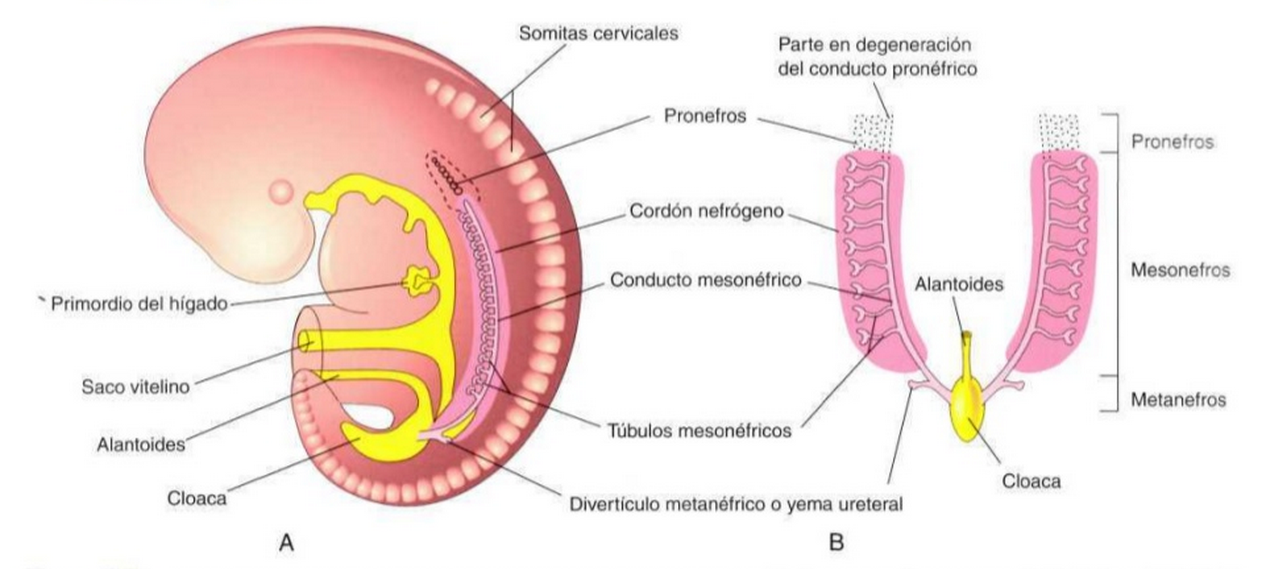 Somitas cervicales
Parte en degeneración
del conducto pronéfrico
Pronefros
Pronefros
Cordón nefrógeno
Mesonefros
Conducto mesonéfrico
Alantoides
Primordio del hígado
Saco vitelino
Metanefros
Túbulos mesonéfricos
Alantoides
Cloaca
Cloaca
Divertículo metanéfrico o yema ureteral
A
B